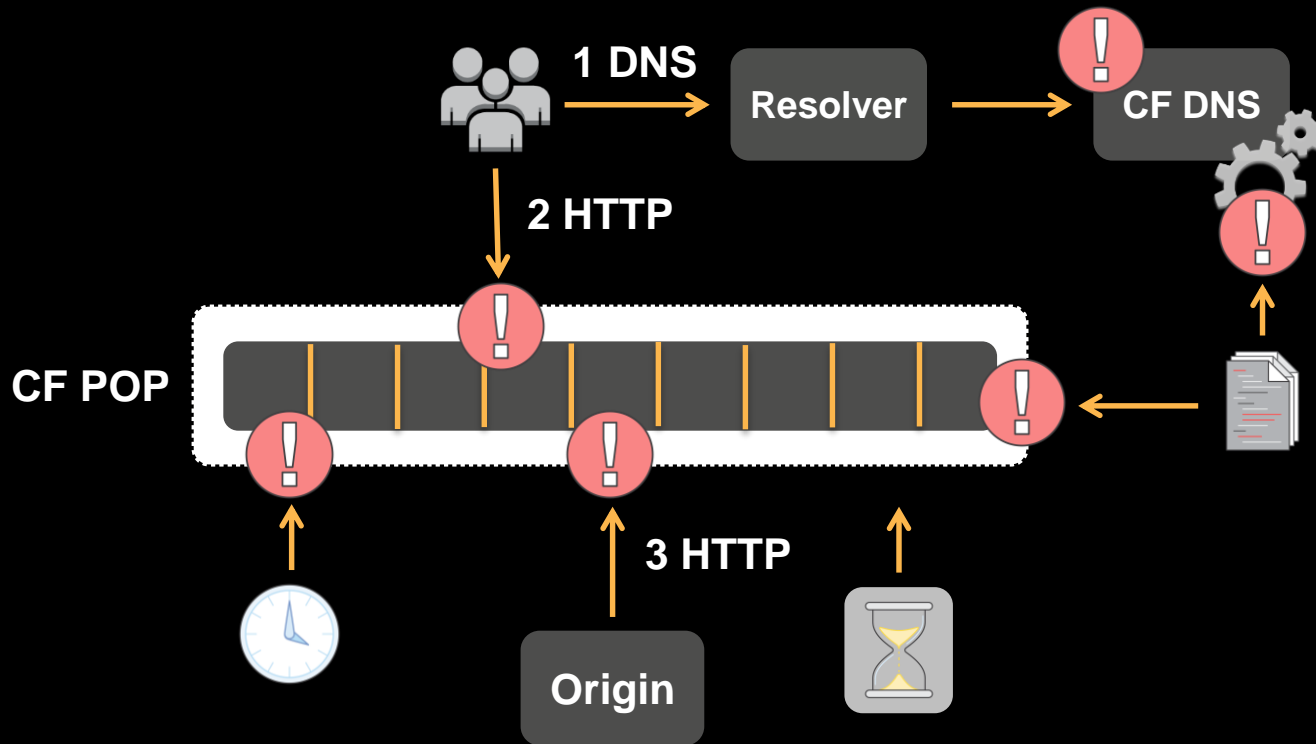 1 DNS
Resolver
CF DNS
2 HTTP
CF POP
3 HTTP
Origin